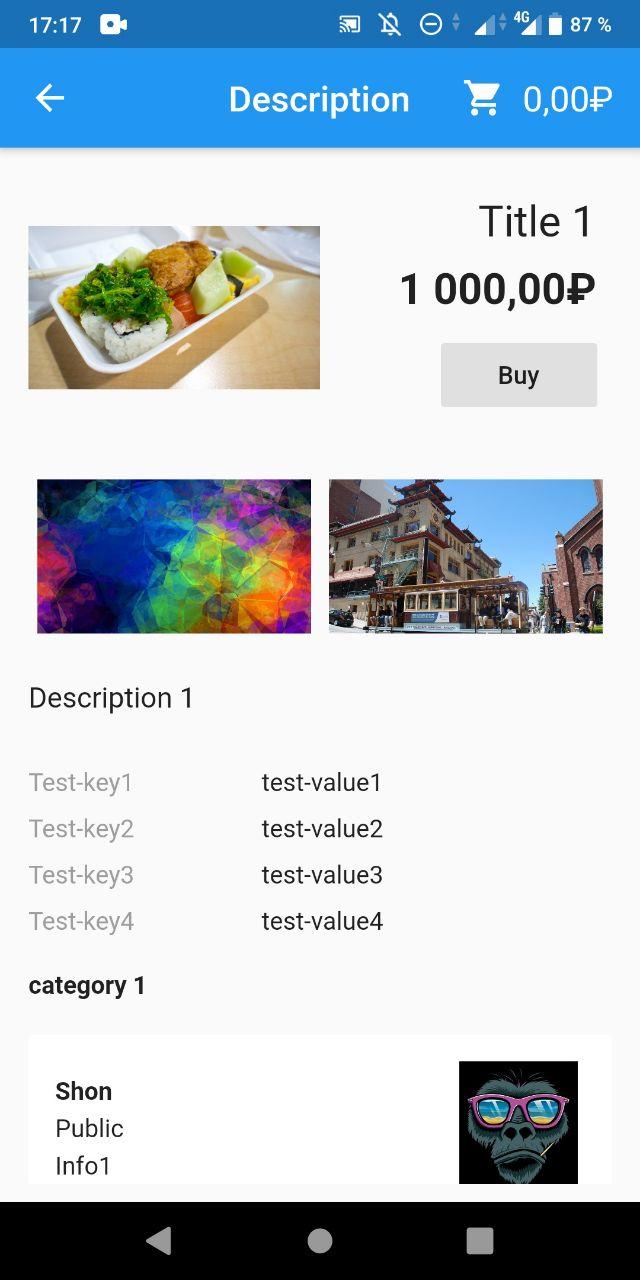 17:17 4G 87 %
Description 0,00₽
Title 1
1 000,00₽
Buy
Description 1
Test-key1 test-value1
Test-key2 test-value2
Test-key3 test-value3
Test-key4 test-value4
category 1
Shon
Public
Info1